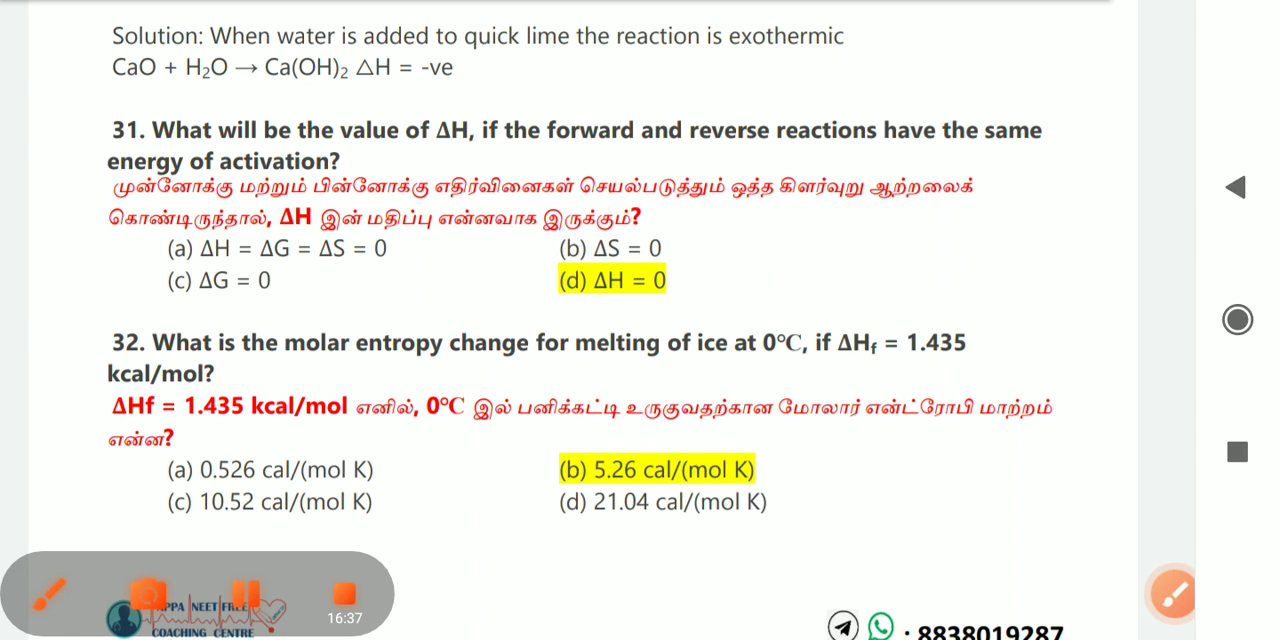 Solution: When water is added to quick lime the reaction is exothermic
CaO + H₂O → Ca(OH)₂ △H = -ve
31. What will be the value of ΔH, if the forward and reverse reactions have the same
energy of activation?
முன்னோக்கு மற்றும் பின்னோக்கு எதிர்வினைகள் செயல்படுத்தும் ஒத்த கிளர்வுறு ஆற்றலைக்
கொண்டிருந்தால், ΔH இன் மதிப்பு என்னவாக இருக்கும்?
(a) ΔH = ΔG = ΔS = 0 (b) ΔS = 0
(c) ΔG = 0 (d) ΔH = 0
32. What is the molar entropy change for melting of ice at 0°C, if ΔH_f = 1.435
kcal/mol?
ΔHf = 1.435 kcal/mol எனில், 0°C இல் பனிக்கட்டி உருகுவதற்கான மோலார் என்ட்ரோபி மாற்றம்
என்ன?
(a) 0.526 cal/(mol K) (b) 5.26 cal/(mol K)
(c) 10.52 cal/(mol K) (d) 21.04 cal/(mol K)
16:37
NEET FREE
COACHING CENTRE
: 8838019287